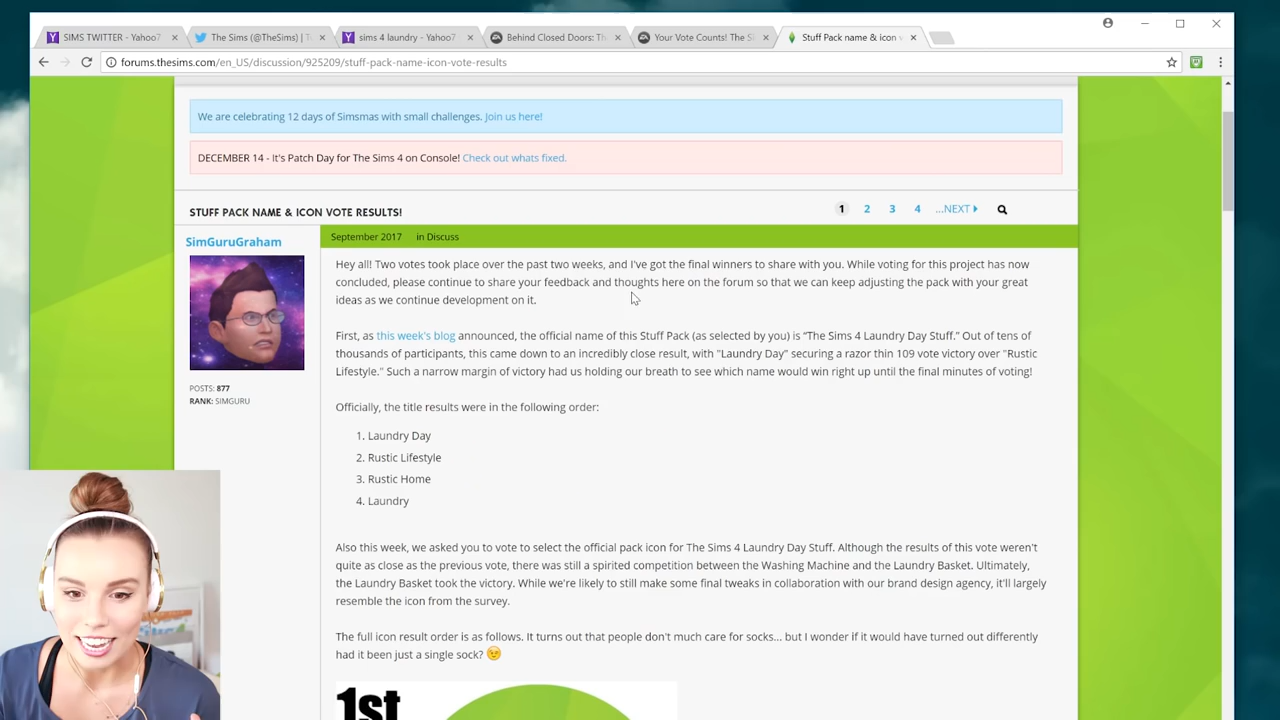 SIMS TWITTER - Yahoo7
The Sims (@TheSims) | T
sims 4 laundry - Yahoo7
Behind Closed Doors: Th
Your Vote Counts! The S
Stuff Pack name & icon v
forums.thesims.com/en_US/discussion/925209/stuff-pack-name-icon-vote-results
We are celebrating 12 days of Simsmas with small challenges. Join us here!
DECEMBER 14 - It's Patch Day for The Sims 4 on Console! Check out whats fixed.
STUFF PACK NAME & ICON VOTE RESULTS!
1 2 3 4 ...NEXT
SimGuruGraham
September 2017 in Discuss
POSTS: 877
RANK: SIMGURU
Hey all! Two votes took place over the past two weeks, and I've got the final winners to share with you. While voting for this project has now
concluded, please continue to share your feedback and thoughts here on the forum so that we can keep adjusting the pack with your great
ideas as we continue development on it.
First, as this week's blog announced, the official name of this Stuff Pack (as selected by you) is “The Sims 4 Laundry Day Stuff.” Out of tens of
thousands of participants, this came down to an incredibly close result, with "Laundry Day" securing a razor thin 109 vote victory over "Rustic
Lifestyle." Such a narrow margin of victory had us holding our breath to see which name would win right up until the final minutes of voting!
Officially, the title results were in the following order:
1. Laundry Day
2. Rustic Lifestyle
3. Rustic Home
4. Laundry
Also this week, we asked you to vote to select the official pack icon for The Sims 4 Laundry Day Stuff. Although the results of this vote weren't
quite as close as the previous vote, there was still a spirited competition between the Washing Machine and the Laundry Basket. Ultimately,
the Laundry Basket took the victory. While we're likely to still make some final tweaks in collaboration with our brand design agency, it'll largely
resemble the icon from the survey.
The full icon result order is as follows. It turns out that people don't much care for socks... but I wonder if it would have turned out differently
had it been just a single sock?
1st